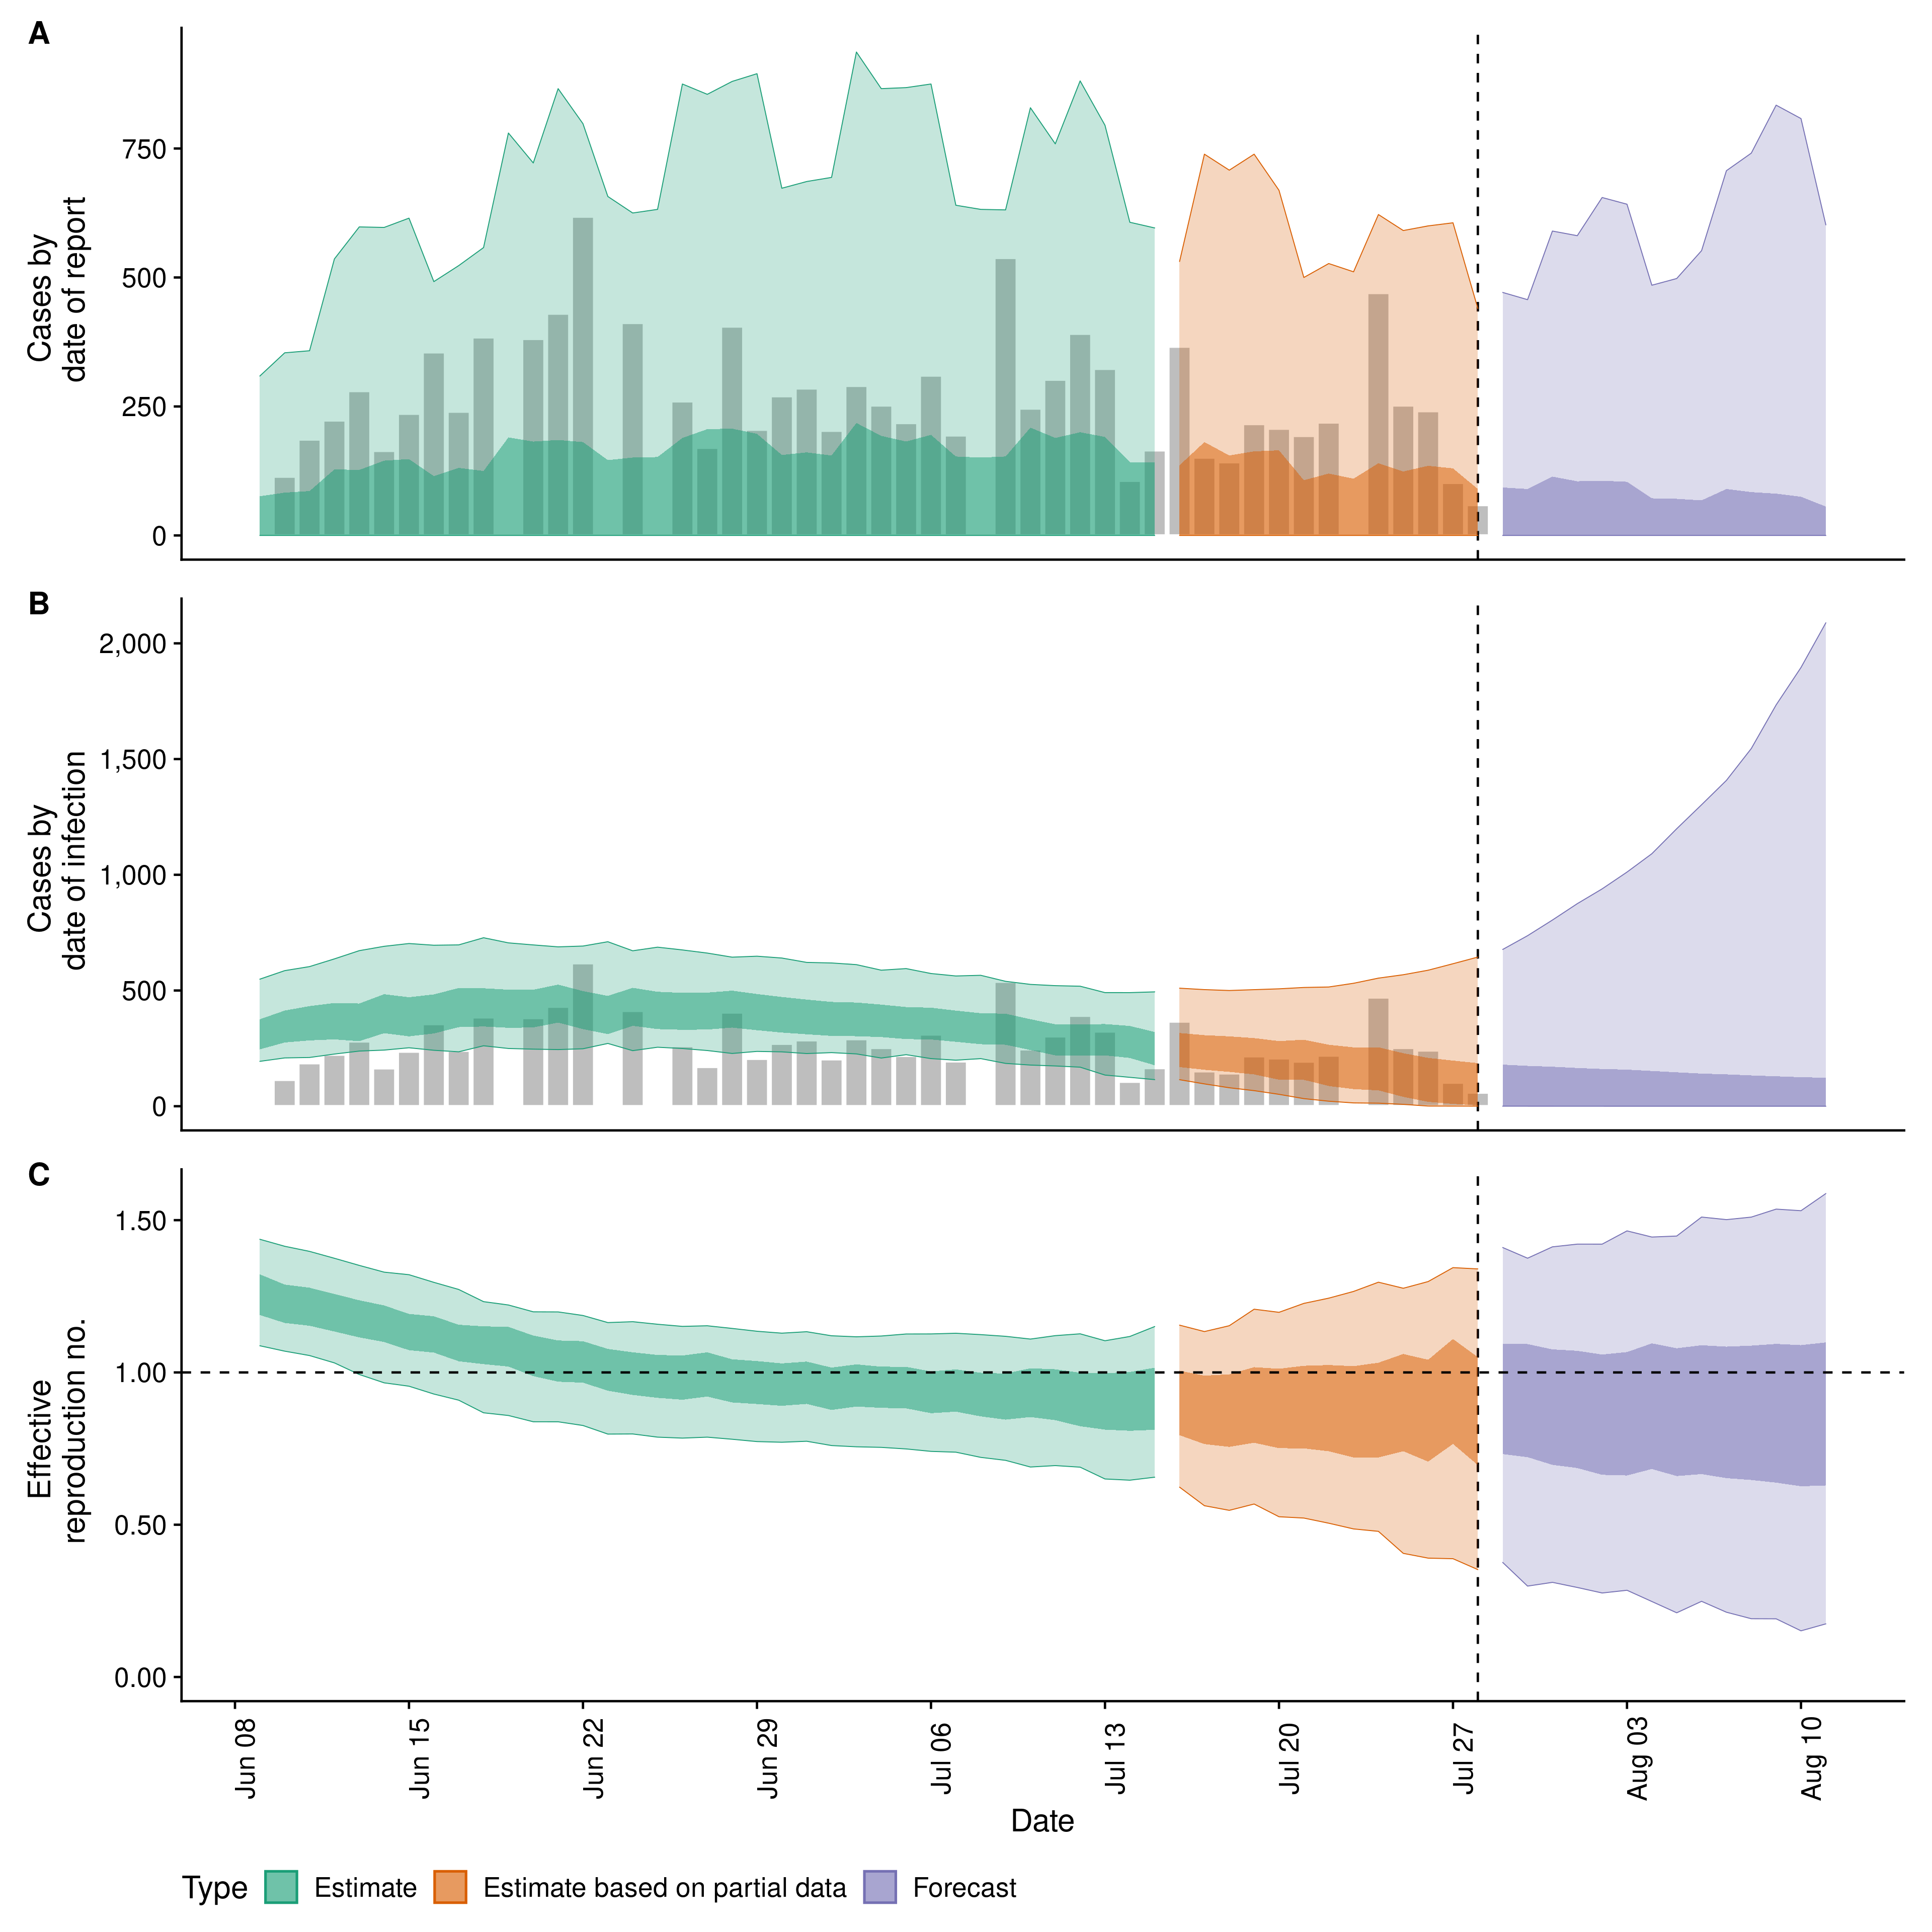 A
Cases by
date of report
750
500
250
0
B
Cases by
date of infection
2,000
1,500
1,000
500
0
C
Effective
reproduction no.
1.50
1.00
0.50
0.00
Jun 08
Jun 15
Jun 22
Jun 29
Jul 06
Jul 13
Jul 20
Jul 27
Aug 03
Aug 10
Date
Type Estimate Estimate based on partial data Forecast